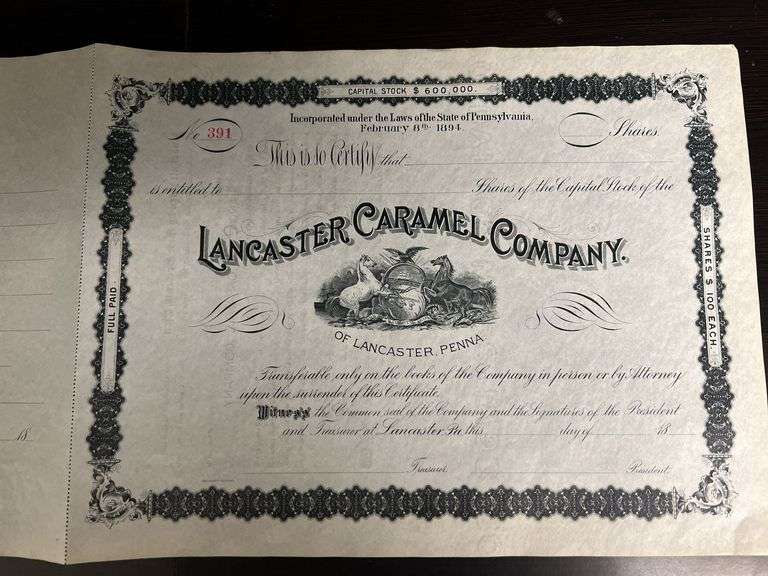 CAPITAL STOCK $ 600,000.
Incorporated under the Laws of the State of Pennsylvania,
February 8th 1894.
No 391
Shares
This is to Certify that
is entitled to Shares of the Capital Stock of the
LANCASTER CARAMEL COMPANY.
OF LANCASTER, PENNA
FULL PAID.
SHARES $ 100 EACH.
Transferable only on the books of the Company in person or by Attorney
upon the surrender of this Certificate.
Witness the Common seal of the Company and the Signatures of the President
and Treasurer at Lancaster Pa. this day of 18
Treasurer. President.
18